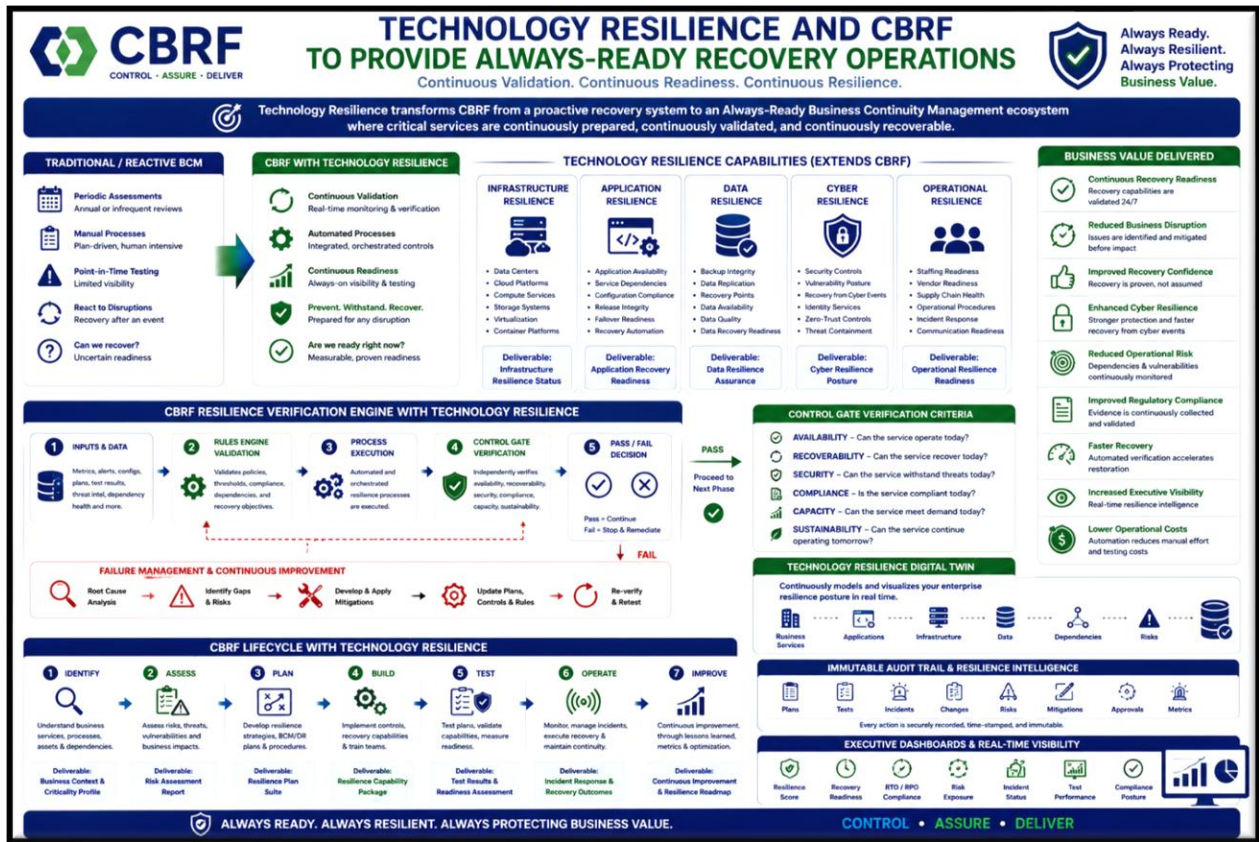 CBRF
CONTROL • ASSURE • DELIVER
TECHNOLOGY RESILIENCE AND CBRF
TO PROVIDE ALWAYS-READY RECOVERY OPERATIONS
Continuous Validation. Continuous Readiness. Continuous Resilience.
Always Ready.
Always Resilient.
Always Protecting
Business Value.
Technology Resilience transforms CBRF from a proactive recovery system to an Always-Ready Business Continuity Management ecosystem
where critical services are continuously prepared, continuously validated, and continuously recoverable.
TRADITIONAL / REACTIVE BCM
Periodic Assessments
Annual or infrequent reviews
Manual Processes
Plan-driven, human intensive
Point-in-Time Testing
Limited visibility
React to Disruptions
Recovery after an event
Can we recover?
Uncertain readiness
CBRF WITH TECHNOLOGY RESILIENCE
Continuous Validation
Real-time monitoring & verification
Automated Processes
Integrated, orchestrated controls
Continuous Readiness
Always-on visibility & testing
Prevent. Withstand. Recover.
Prepared for any disruption
Are we ready right now?
Measurable, proven readiness
TECHNOLOGY RESILIENCE CAPABILITIES (EXTENDS CBRF)
INFRASTRUCTURE
RESILIENCE
• Data Centers
• Cloud Platforms
• Compute Services
• Storage Systems
• Virtualization
• Container Platforms
Deliverable:
Infrastructure
Resilience Status
APPLICATION
RESILIENCE
</>
• Application Availability
• Service Dependencies
• Configuration Compliance
• Release Integrity
• Failover Readiness
• Recovery Automation
Deliverable:
Application Recovery
Readiness
DATA
RESILIENCE
• Backup Integrity
• Data Replication
• Recovery Points
• Data Availability
• Data Quality
• Data Recovery Readiness
Deliverable:
Data Resilience
Assurance
CYBER
RESILIENCE
• Security Controls
• Vulnerability Posture
• Recovery from Cyber Events
• Identity Services
• Zero-Trust Controls
• Threat Containment
Deliverable:
Cyber Resilience
Posture
OPERATIONAL
RESILIENCE
• Staffing Readiness
• Vendor Readiness
• Supply Chain Health
• Operational Procedures
• Incident Response
• Communication Readiness
Deliverable:
Operational Resilience
Readiness
BUSINESS VALUE DELIVERED
Continuous Recovery Readiness
Recovery capabilities are
validated 24/7
Reduced Business Disruption
Issues are identified and mitigated
before impact
Improved Recovery Confidence
Recovery is proven, not assumed
Enhanced Cyber Resilience
Stronger protection and faster
recovery from cyber events
Reduced Operational Risk
Dependencies & vulnerabilities
continuously monitored
Improved Regulatory Compliance
Evidence is continuously collected
and validated
Faster Recovery
Automated verification accelerates
restoration
Increased Executive Visibility
Real-time resilience intelligence
Lower Operational Costs
Automation reduces manual effort
and testing costs
CBRF RESILIENCE VERIFICATION ENGINE WITH TECHNOLOGY RESILIENCE
1 INPUTS & DATA
Metrics, alerts, configs,
plans, test results,
threat intel, dependency
health and more.
2 RULES ENGINE
VALIDATION
Validates policies,
thresholds, compliance,
dependencies, and
recovery objectives.
3 PROCESS
EXECUTION
Automated and
orchestrated
resilience processes
are executed.
4 CONTROL GATE
VERIFICATION
Independently verifies
availability, recoverability,
security, compliance,
capacity, sustainability.
5 PASS / FAIL
DECISION
Pass = Continue
Fail = Stop & Remediate
PASS
Proceed to
Next Phase
FAIL
FAILURE MANAGEMENT & CONTINUOUS IMPROVEMENT
Root Cause
Analysis
Identify Gaps
& Risks
Develop & Apply
Mitigations
Update Plans,
Controls & Rules
Re-verify
& Retest
CONTROL GATE VERIFICATION CRITERIA
AVAILABILITY – Can the service operate today?
RECOVERABILITY – Can the service recover today?
SECURITY – Can the service withstand threats today?
COMPLIANCE – Is the service compliant today?
CAPACITY – Can the service meet demand today?
SUSTAINABILITY – Can the service continue
operating tomorrow?
TECHNOLOGY RESILIENCE DIGITAL TWIN
Continuously models and visualizes your enterprise
resilience posture in real time.
Business
Services
Applications
Infrastructure
Data
Dependencies
Risks
CBRF LIFECYCLE WITH TECHNOLOGY RESILIENCE
1 IDENTIFY
Understand business
services, processes,
assets & dependencies.
Deliverable:
Business Context &
Criticality Profile
2 ASSESS
Assess risks, threats,
vulnerabilities and
business impacts.
Deliverable:
Risk Assessment
Report
3 PLAN
Develop resilience
strategies, BCM/DR
plans & procedures.
Deliverable:
Resilience Plan
Suite
4 BUILD
Implement controls,
recovery capabilities
& train teams.
Deliverable:
Resilience Capability
Package
5 TEST
Test plans, validate
capabilities, measure
readiness.
Deliverable:
Test Results &
Readiness Assessment
6 OPERATE
Monitor, manage incidents,
execute recovery &
maintain continuity.
Deliverable:
Incident Response &
Recovery Outcomes
7 IMPROVE
Continuous improvement
through lessons learned,
metrics & optimization.
Deliverable:
Continuous Improvement
& Resilience Roadmap
IMMUTABLE AUDIT TRAIL & RESILIENCE INTELLIGENCE
Plans
Tests
Incidents
Changes
Risks
Mitigations
Approvals
Metrics
Every action is securely recorded, time-stamped, and immutable.
EXECUTIVE DASHBOARDS & REAL-TIME VISIBILITY
Resilience
Score
Recovery
Readiness
RTO / RPO
Compliance
Risk
Exposure
Incident
Status
Test
Performance
Compliance
Posture
ALWAYS READY. ALWAYS RESILIENT. ALWAYS PROTECTING BUSINESS VALUE.
CONTROL • ASSURE • DELIVER